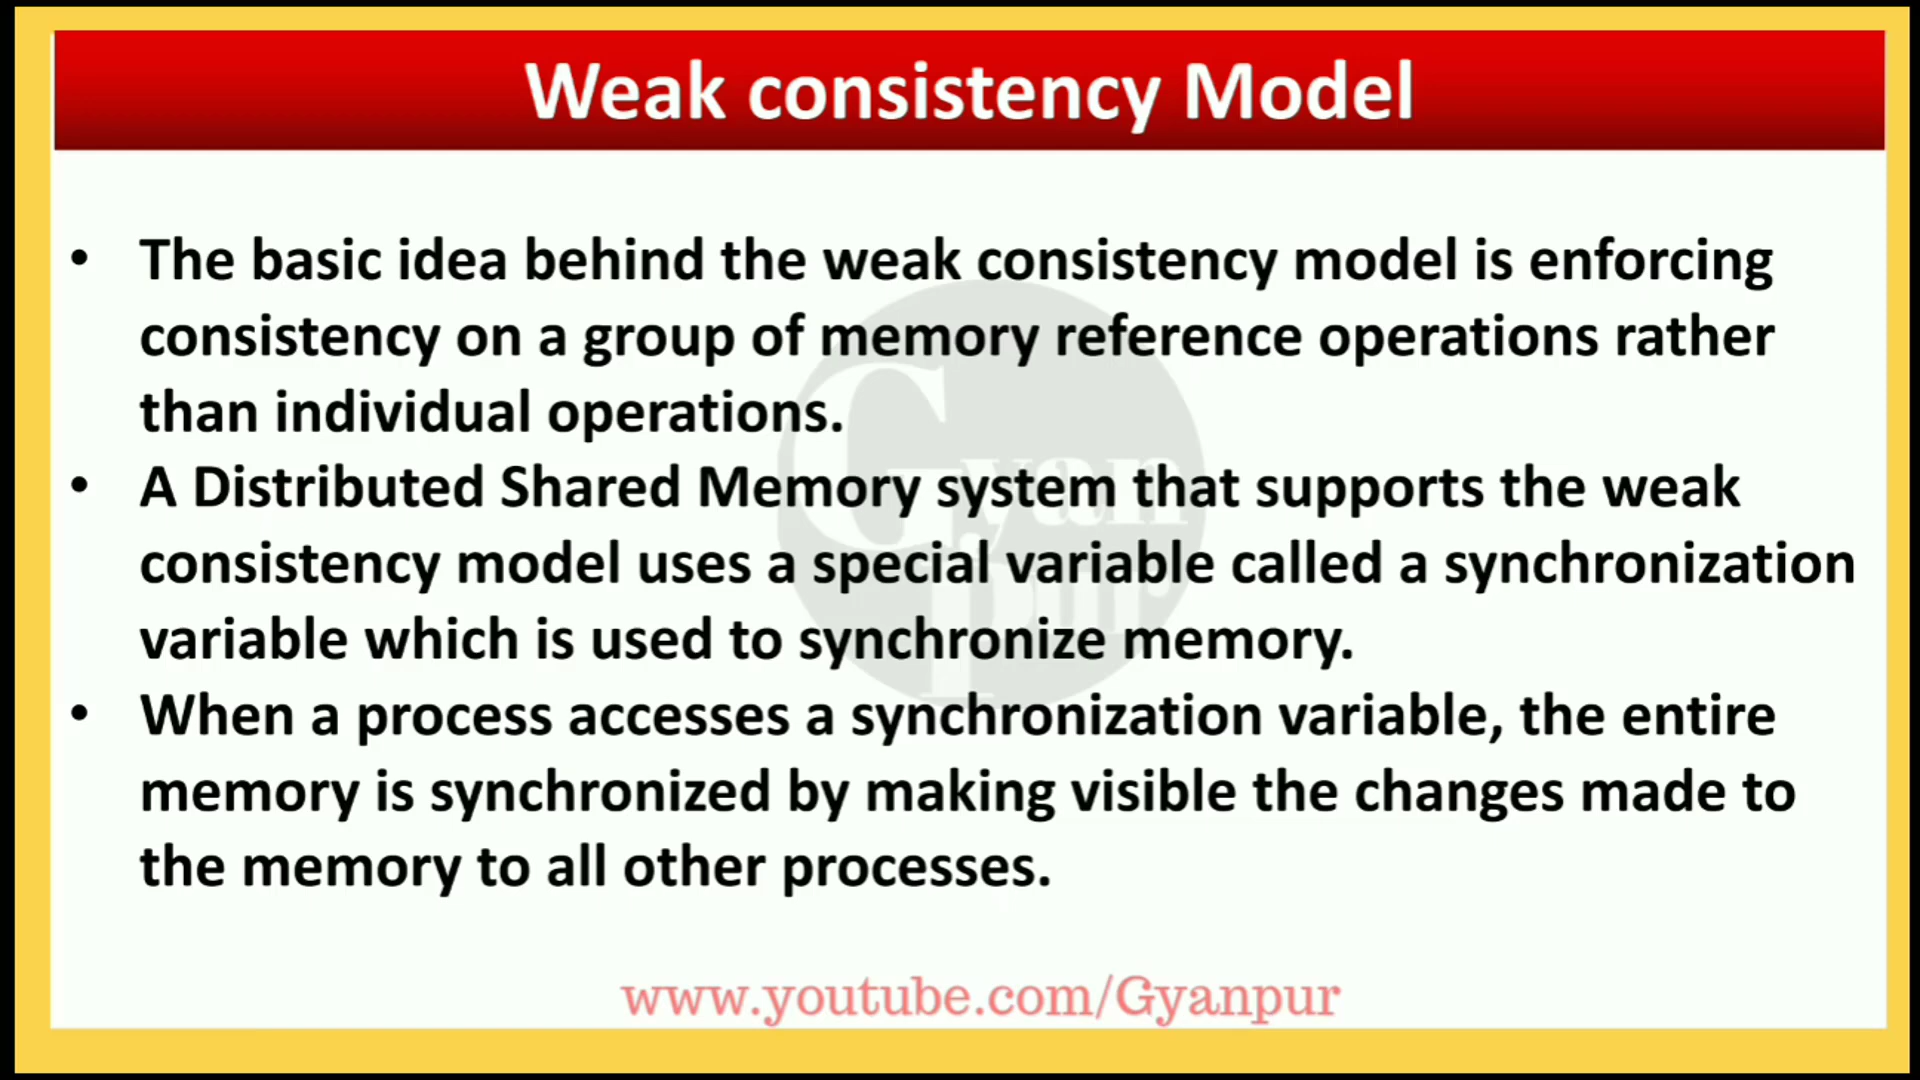 Weak consistency Model
• The basic idea behind the weak consistency model is enforcing
consistency on a group of memory reference operations rather
than individual operations.
• A Distributed Shared Memory system that supports the weak
consistency model uses a special variable called a synchronization
variable which is used to synchronize memory.
• When a process accesses a synchronization variable, the entire
memory is synchronized by making visible the changes made to
the memory to all other processes.
Gyan
pur
www.youtube.com/Gyanpur